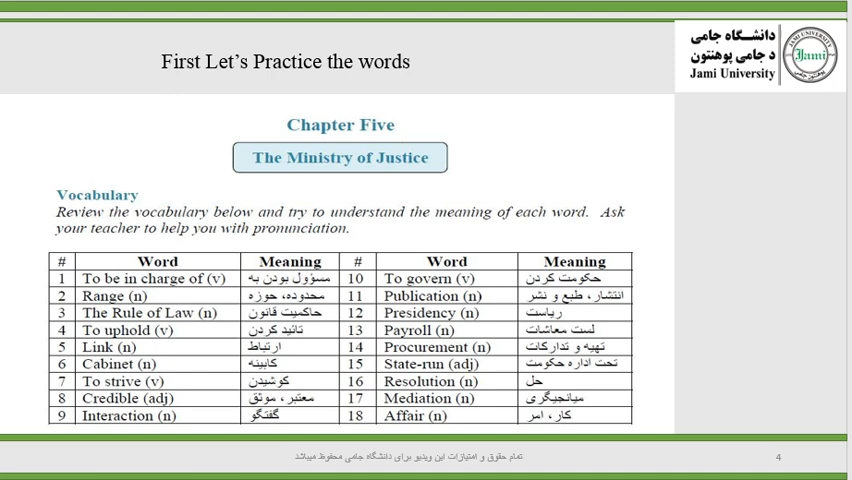 First Let's Practice the words
دانشگاه جامی
د جامي پوهنتون
Jami University
JAMI UNIVERSITY
Jami
پوهنتون جامی
Chapter Five
The Ministry of Justice
Vocabulary
Review the vocabulary below and try to understand the meaning of each word. Ask
your teacher to help you with pronunciation.
# Word Meaning # Word Meaning
1 To be in charge of (v) مسؤول بودن به 10 To govern (v) حکومت کردن
2 Range (n) محدوده، حوزه 11 Publication (n) انتشار، طبع و نشر
3 The Rule of Law (n) حاکمیت قانون 12 Presidency (n) ریاست
4 To uphold (v) تائید کردن 13 Payroll (n) لست معاشات
5 Link (n) ارتباط 14 Procurement (n) تهیه و تدارکات
6 Cabinet (n) کابینه 15 State-run (adj) تحت اداره حکومت
7 To strive (v) کوشیدن 16 Resolution (n) حل
8 Credible (adj) معتبر، موثق 17 Mediation (n) میانجیگری
9 Interaction (n) گفتگو 18 Affair (n) کار، امر
تمام حقوق و امتیازات این ویدیو برای دانشگاه جامی محفوظ میباشد
4